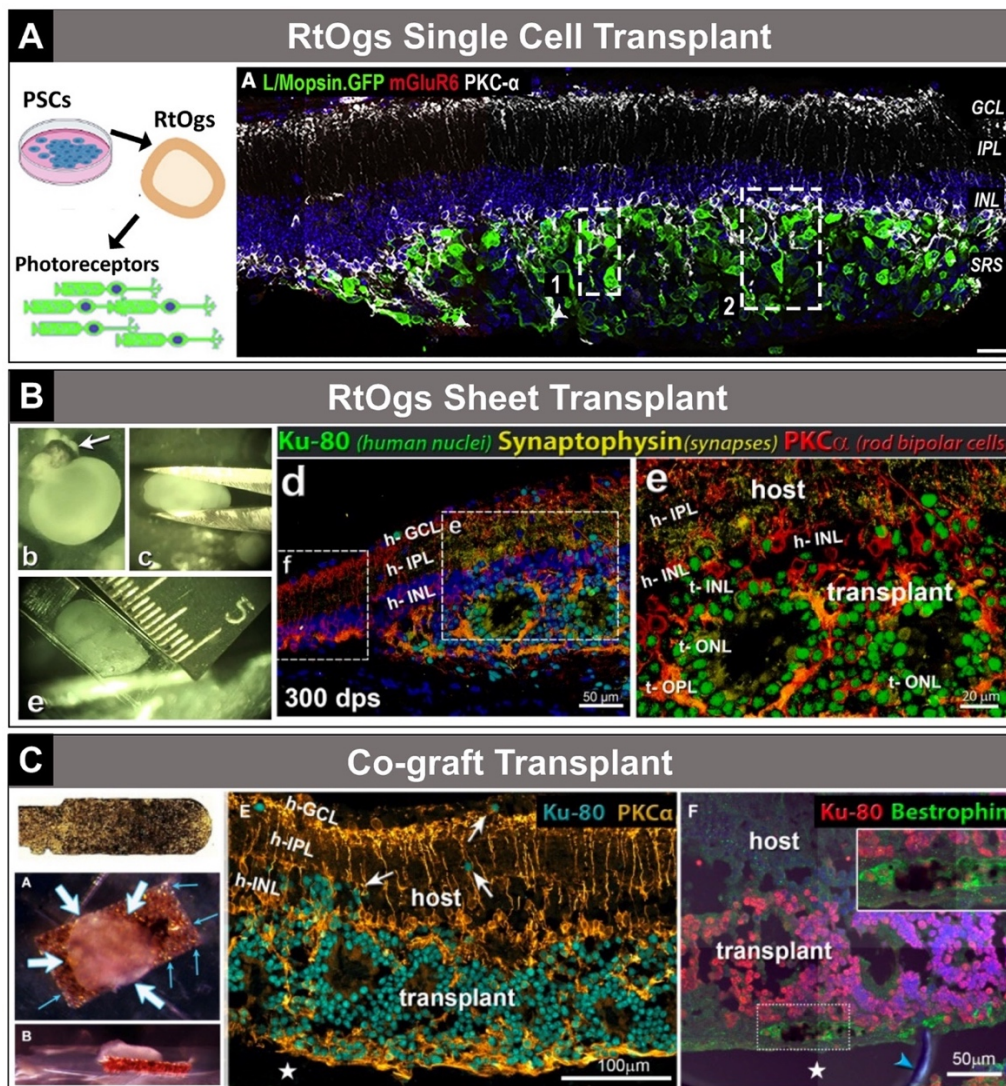 A
RtOgs Single Cell Transplant
PSCs
RtOgs
Photoreceptors
A
L/Mopsin.GFP mGluR6 PKC-α
GCL
IPL
INL
SRS
1
2
B
RtOgs Sheet Transplant
b
c
e
Ku-80 (human nuclei) Synaptophysin (synapses) PKCα (rod bipolar cells)
d
h- GCL
h- IPL
h- INL
f
e
300 dps
50 µm
e
host
h- IPL
h- INL
h- INL
t- INL
transplant
t- ONL
t- OPL
t- ONL
20 µm
C
Co-graft Transplant
A
B
E
Ku-80 PKCα
h-GCL
h-IPL
h-INL
host
transplant
100µm
F
Ku-80 Bestrophin
host
transplant
50µm